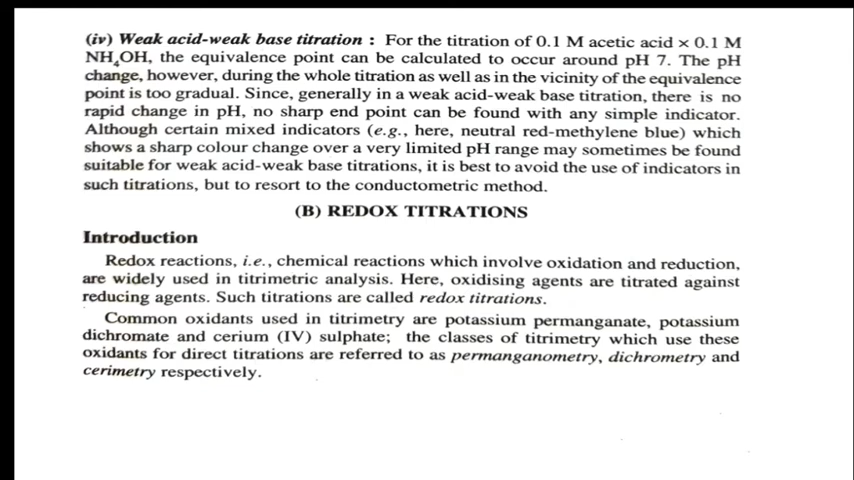 (iv) Weak acid-weak base titration : For the titration of 0.1 M acetic acid × 0.1 M
NH₄OH, the equivalence point can be calculated to occur around pH 7. The pH
change, however, during the whole titration as well as in the vicinity of the equivalence
point is too gradual. Since, generally in a weak acid-weak base titration, there is no
rapid change in pH, no sharp end point can be found with any simple indicator.
Although certain mixed indicators (e.g., here, neutral red-methylene blue) which
shows a sharp colour change over a very limited pH range may sometimes be found
suitable for weak acid-weak base titrations, it is best to avoid the use of indicators in
such titrations, but to resort to the conductometric method.
(B) REDOX TITRATIONS
Introduction
Redox reactions, i.e., chemical reactions which involve oxidation and reduction,
are widely used in titrimetric analysis. Here, oxidising agents are titrated against
reducing agents. Such titrations are called redox titrations.
Common oxidants used in titrimetry are potassium permanganate, potassium
dichromate and cerium (IV) sulphate; the classes of titrimetry which use these
oxidants for direct titrations are referred to as permanganometry, dichrometry and
cerimetry respectively.